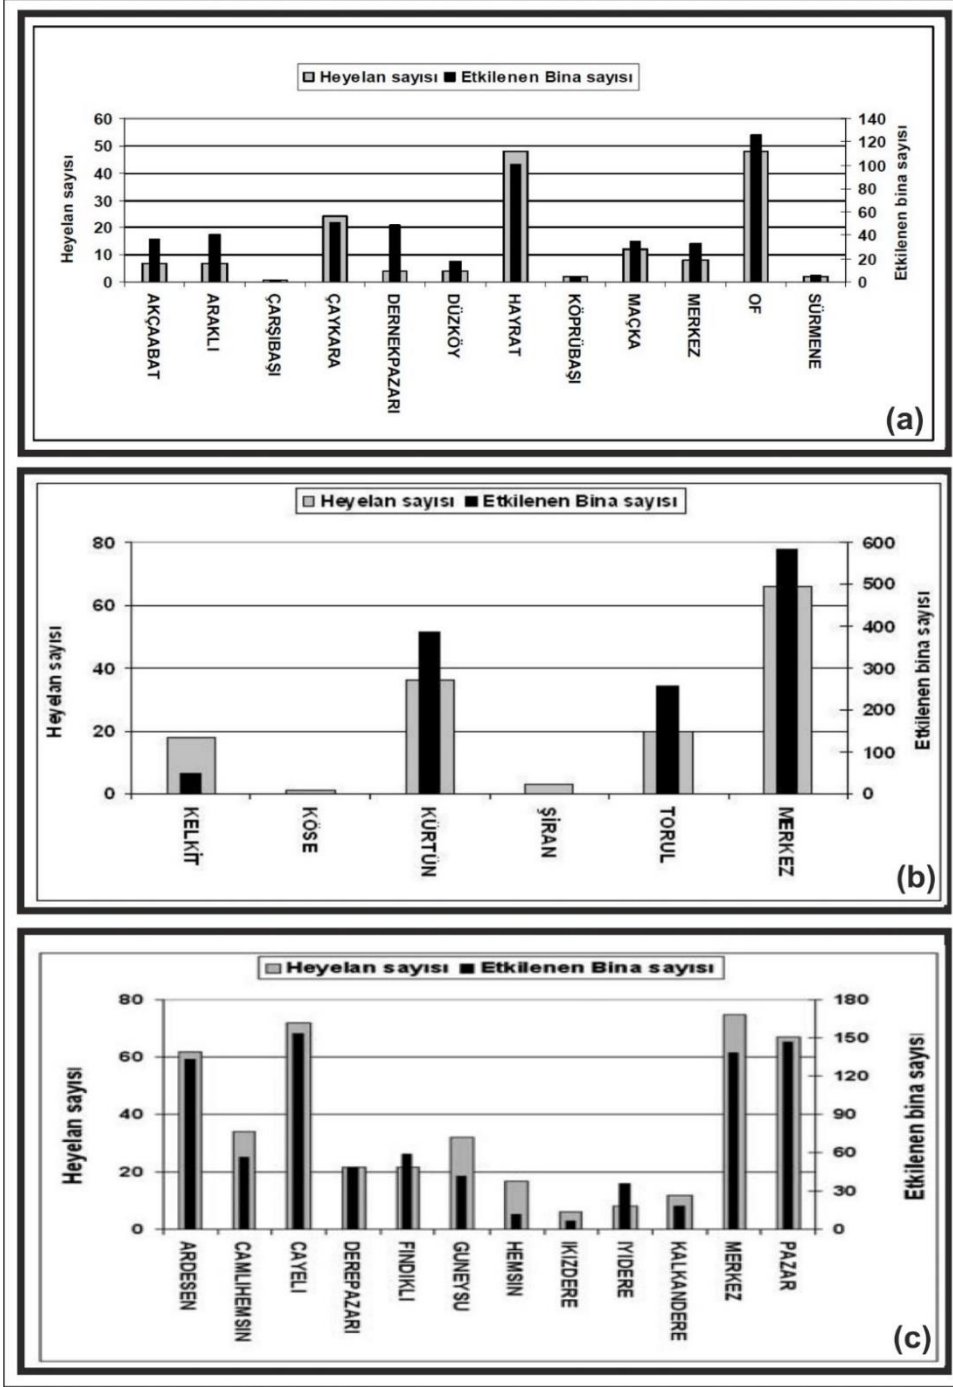 Heyelan sayısı Etkilenen Bina sayısı
Heyelan sayısı
60
50
40
30
20
10
0
140
120
100
80
60
40
20
0
Etkilenen bina sayısı
AKÇAABAT
ARAKLI
ÇARŞIBAŞI
ÇAYKARA
DERNEKPAZARI
DÜZKÖY
HAYRAT
KÖPRÜBAŞI
MAÇKA
MERKEZ
OF
SÜRMENE
(a)
Heyelan sayısı Etkilenen Bina sayısı
Heyelan sayısı
80
60
40
20
0
600
500
400
300
200
100
0
Etkilenen bina sayısı
KELKİT
KÖSE
KÜRTÜN
ŞİRAN
TORUL
MERKEZ
(b)
Heyelan sayısı Etkilenen Bina sayısı
Heyelan sayısı
80
60
40
20
0
180
150
120
90
60
30
0
Etkilenen bina sayısı
ARDESEN
CAMLIHEMSIN
CAYELI
DEREPAZARI
FINDIKLI
GUNEYSU
HEMSIN
IKIZDERE
IYIDERE
KALKANDERE
MERKEZ
PAZAR
(c)